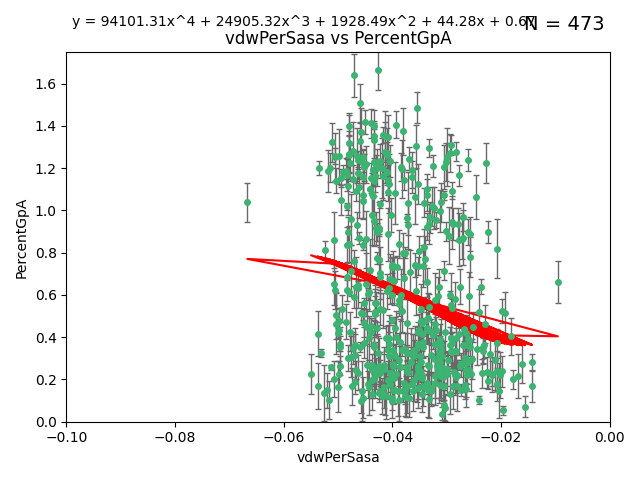 y = 94101.31x^4 + 24905.32x^3 + 1928.49x^2 + 44.28x + 0.67
N = 473
vdwPerSasa vs PercentGpA
PercentGpA
1.6
1.4
1.2
1.0
0.8
0.6
0.4
0.2
0.0
−0.10 −0.08 −0.06 −0.04 −0.02 0.00
vdwPerSasa